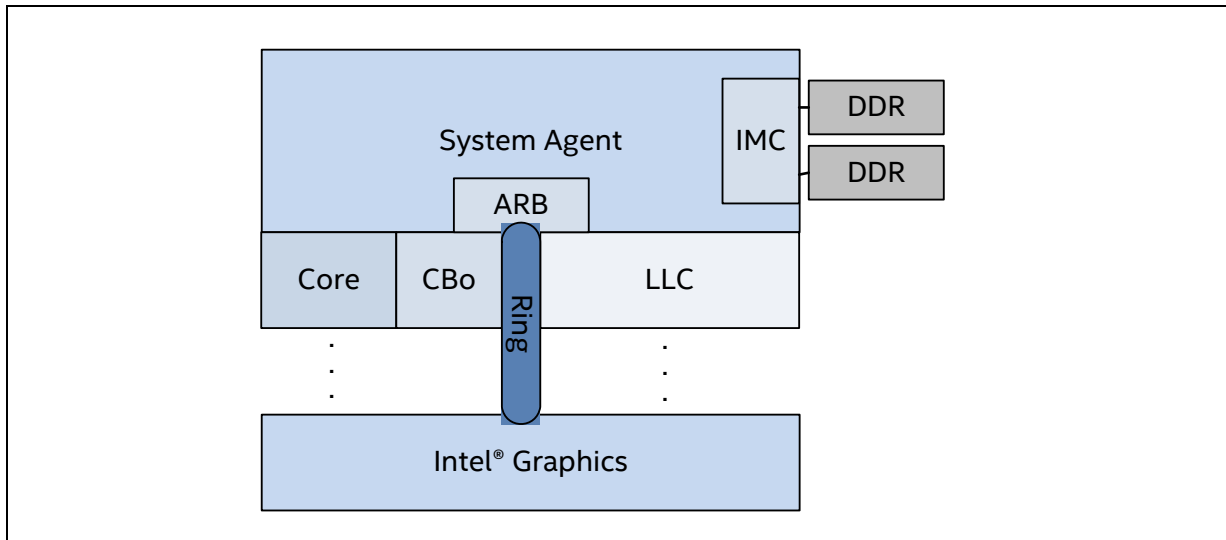 DDR
System Agent
IMC
DDR
ARB
Core
CBo
Ring
LLC
Intel® Graphics